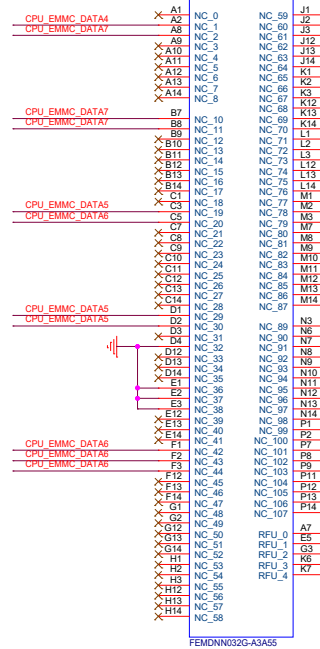 A1 NC_0 NC_59 J1
CPU_EMMC_DATA4 A2 NC_1 NC_60 J2
CPU_EMMC_DATA7 A8 NC_2 NC_61 J3
A9 NC_3 NC_62 J12
A10 NC_4 NC_63 J13
A11 NC_5 NC_64 J14
A12 NC_6 NC_65 K1
A13 NC_7 NC_66 K2
A14 NC_8 NC_67 K3
NC_68 K12
CPU_EMMC_DATA7 B7 NC_10 NC_69 K13
CPU_EMMC_DATA7 B8 NC_11 NC_70 K14
B9 NC_12 NC_71 L1
B10 NC_13 NC_72 L2
B11 NC_14 NC_73 L3
B12 NC_15 NC_74 L12
B13 NC_16 NC_75 L13
B14 NC_17 NC_76 L14
C1 NC_18 NC_77 M1
CPU_EMMC_DATA5 C3 NC_19 NC_78 M2
CPU_EMMC_DATA6 C5 NC_20 NC_79 M3
C7 NC_21 NC_80 M7
C8 NC_22 NC_81 M8
C9 NC_23 NC_82 M9
C10 NC_24 NC_83 M10
C11 NC_25 NC_84 M11
C12 NC_26 NC_85 M12
C13 NC_27 NC_86 M13
C14 NC_28 NC_87 M14
CPU_EMMC_DATA5 D1 NC_29
CPU_EMMC_DATA5 D2 NC_30 NC_89 N3
D3 NC_31 NC_90 N6
D4 NC_32 NC_91 N7
D12 NC_33 NC_92 N8
D13 NC_34 NC_93 N9
D14 NC_35 NC_94 N10
E1 NC_36 NC_95 N11
E2 NC_37 NC_96 N12
E3 NC_38 NC_97 N13
E12 NC_39 NC_98 N14
E13 NC_40 NC_99 P1
E14 NC_41 NC_100 P2
CPU_EMMC_DATA6 F1 NC_42 NC_101 P7
CPU_EMMC_DATA6 F2 NC_43 NC_102 P8
CPU_EMMC_DATA6 F3 NC_44 NC_103 P9
F12 NC_45 NC_104 P11
F13 NC_46 NC_105 P12
F14 NC_47 NC_106 P13
G1 NC_48 NC_107 P14
G2 NC_49
G12 NC_50 RFU_0 A7
G13 NC_51 RFU_1 E5
G14 NC_52 RFU_2 G3
H1 NC_53 RFU_3 K6
H2 NC_54 RFU_4 K7
H3 NC_55
H12 NC_56
H13 NC_57
H14 NC_58
FEMDNN032G-A3A55